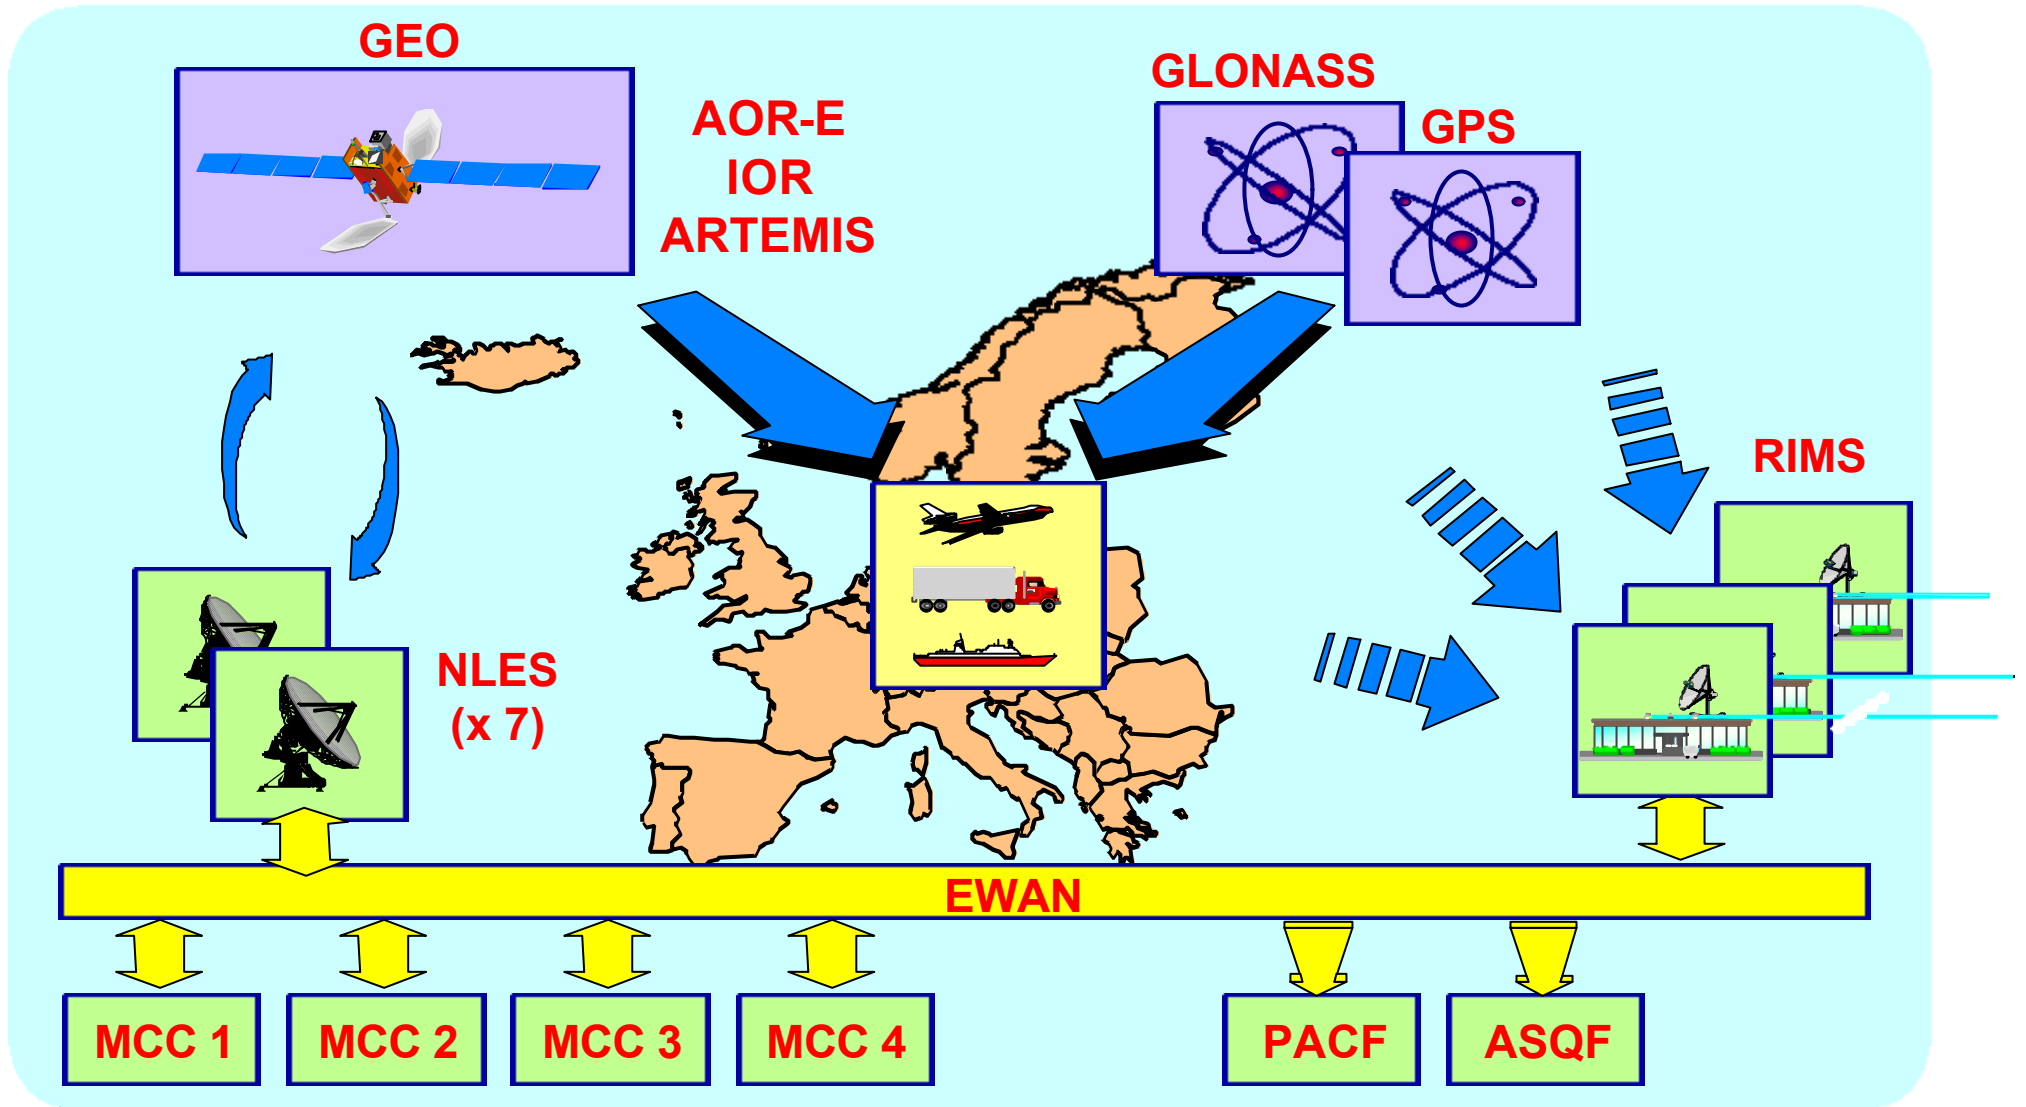 GEO
GLONASS
GPS
AOR-E
IOR
ARTEMIS
RIMS
NLES
(x 7)
EWAN
MCC 1
MCC 2
MCC 3
MCC 4
PACF
ASQF